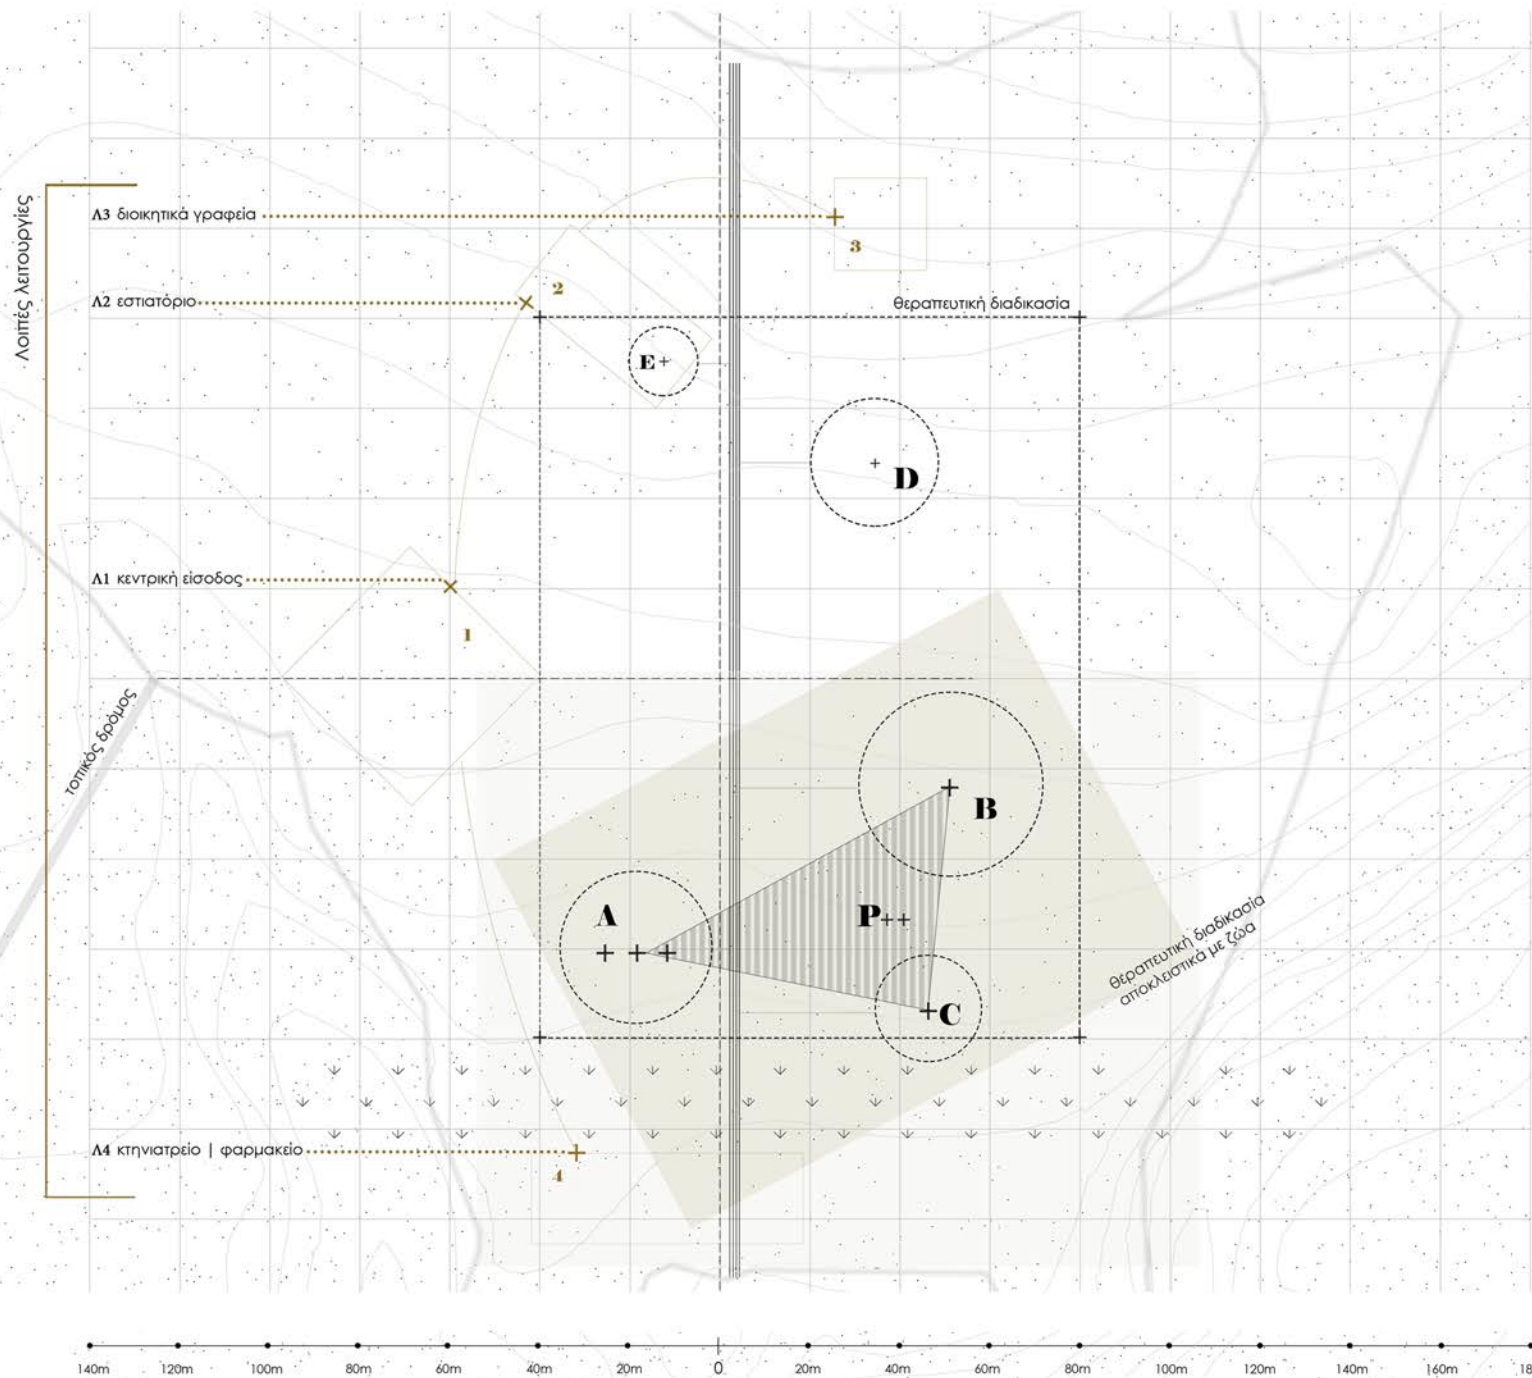 Λοιπές λειτουργίες
Λ3 διοικητικά γραφεία
3
2
Λ2 εστιατόριο
θεραπευτική διαδικασία
E
D
Λ1 κεντρική είσοδος
1
τοπικός δρόμος
B
A
P
C
θεραπευτική διαδικασία
αποκλειστικά με ζώα
Λ4 κτηνιατρείο | φαρμακείο
4
140m 120m 100m 80m 60m 40m 20m 0 20m 40m 60m 80m 100m 120m 140m 160m 18